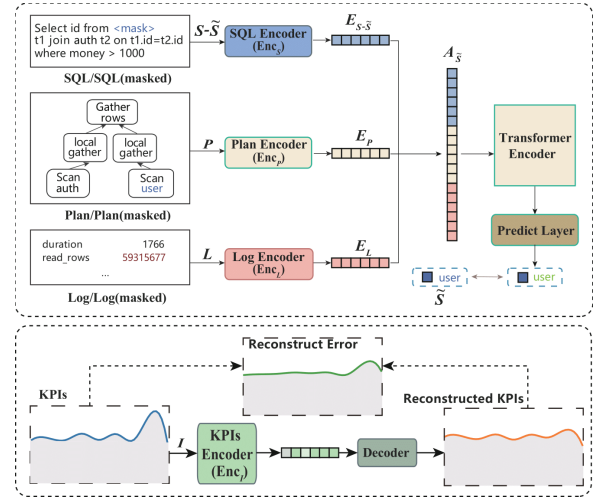 Select id from <mask>
t1 join auth t2 on t1.id=t2.id
where money > 1000
SQL/SQL(masked)
S-S̃
SQL Encoder
(Enc_S)
E_S-S̃
A_S̃
Gather
rows
local
gather
local
gather
Scan
auth
Scan
user
Plan/Plan(masked)
P
Plan Encoder
(Enc_P)
E_P
Transformer
Encoder
Predict Layer
duration 1766
read_rows 59315677
...
Log/Log(masked)
L
Log Encoder
(Enc_L)
E_L
user
user
S̃
Reconstruct Error
KPIs
Reconstructed KPIs
I
KPIs
Encoder
(Enc_I)
Decoder